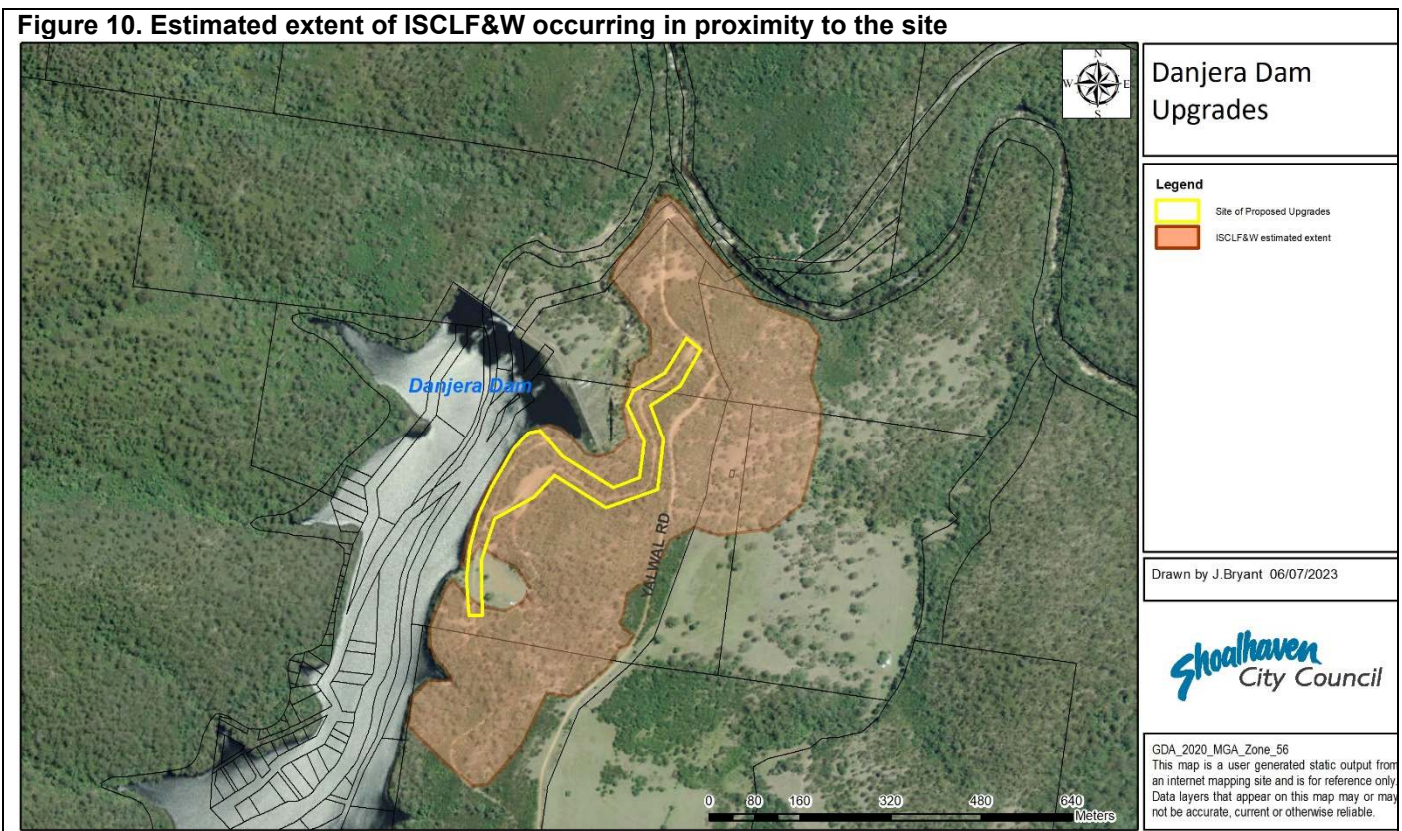 Figure 10. Estimated extent of ISCLF&W occurring in proximity to the site
N
W
E
S
Danjera Dam
YALWAL RD
0 80 160 320 480 640
Meters
Danjera Dam
Upgrades
Legend
Site of Proposed Upgrades
ISCLF&W estimated extent
Drawn by J.Bryant 06/07/2023
Shoalhaven
City Council
GDA_2020_MGA_Zone_56
This map is a user generated static output from
an internet mapping site and is for reference only.
Data layers that appear on this map may or may
not be accurate, current or otherwise reliable.